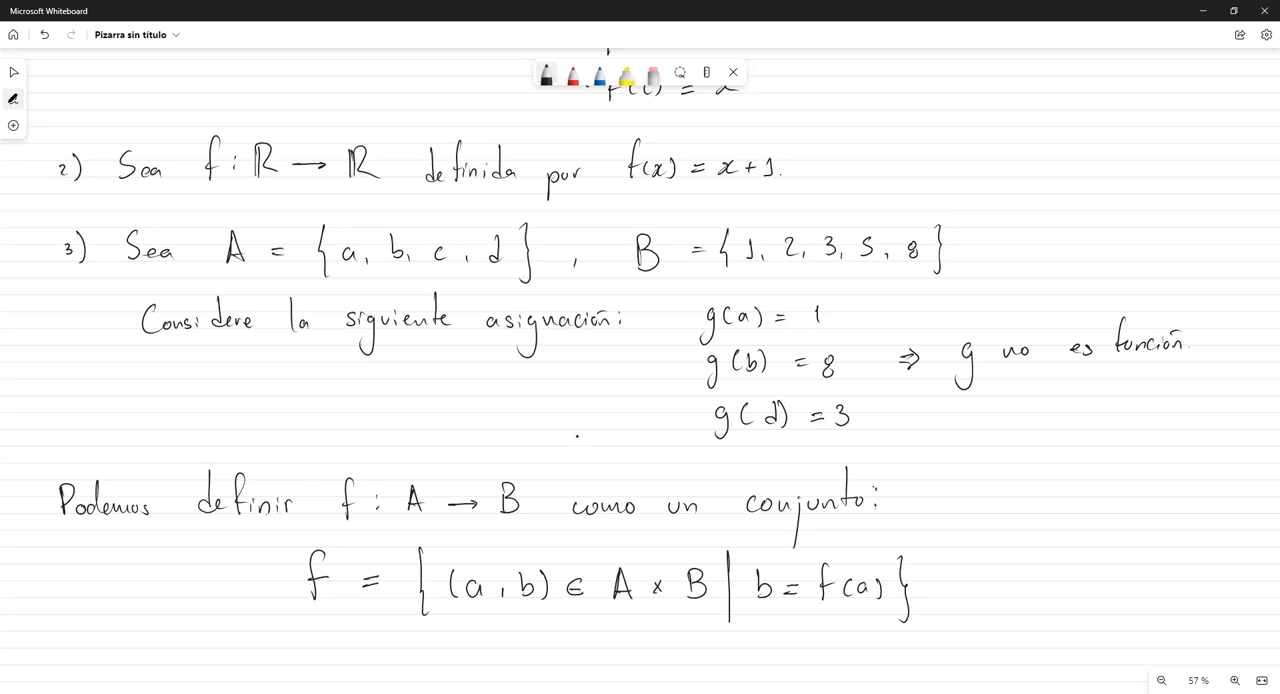 Microsoft Whiteboard
Pizarra sin título
f(c) = 2
2) Sea f : ℝ → ℝ definida por f(x) = x + 1.
3) Sea A = { a, b, c, d } , B = { 1, 2, 3, 5, 8 }
Considere la siguiente asignación: g(a) = 1
g(b) = 8 ⇒ g no es función.
g(d) = 3
Podemos definir f : A → B como un conjunto:
f = { (a, b) ∈ A × B | b = f(a) }
57 %